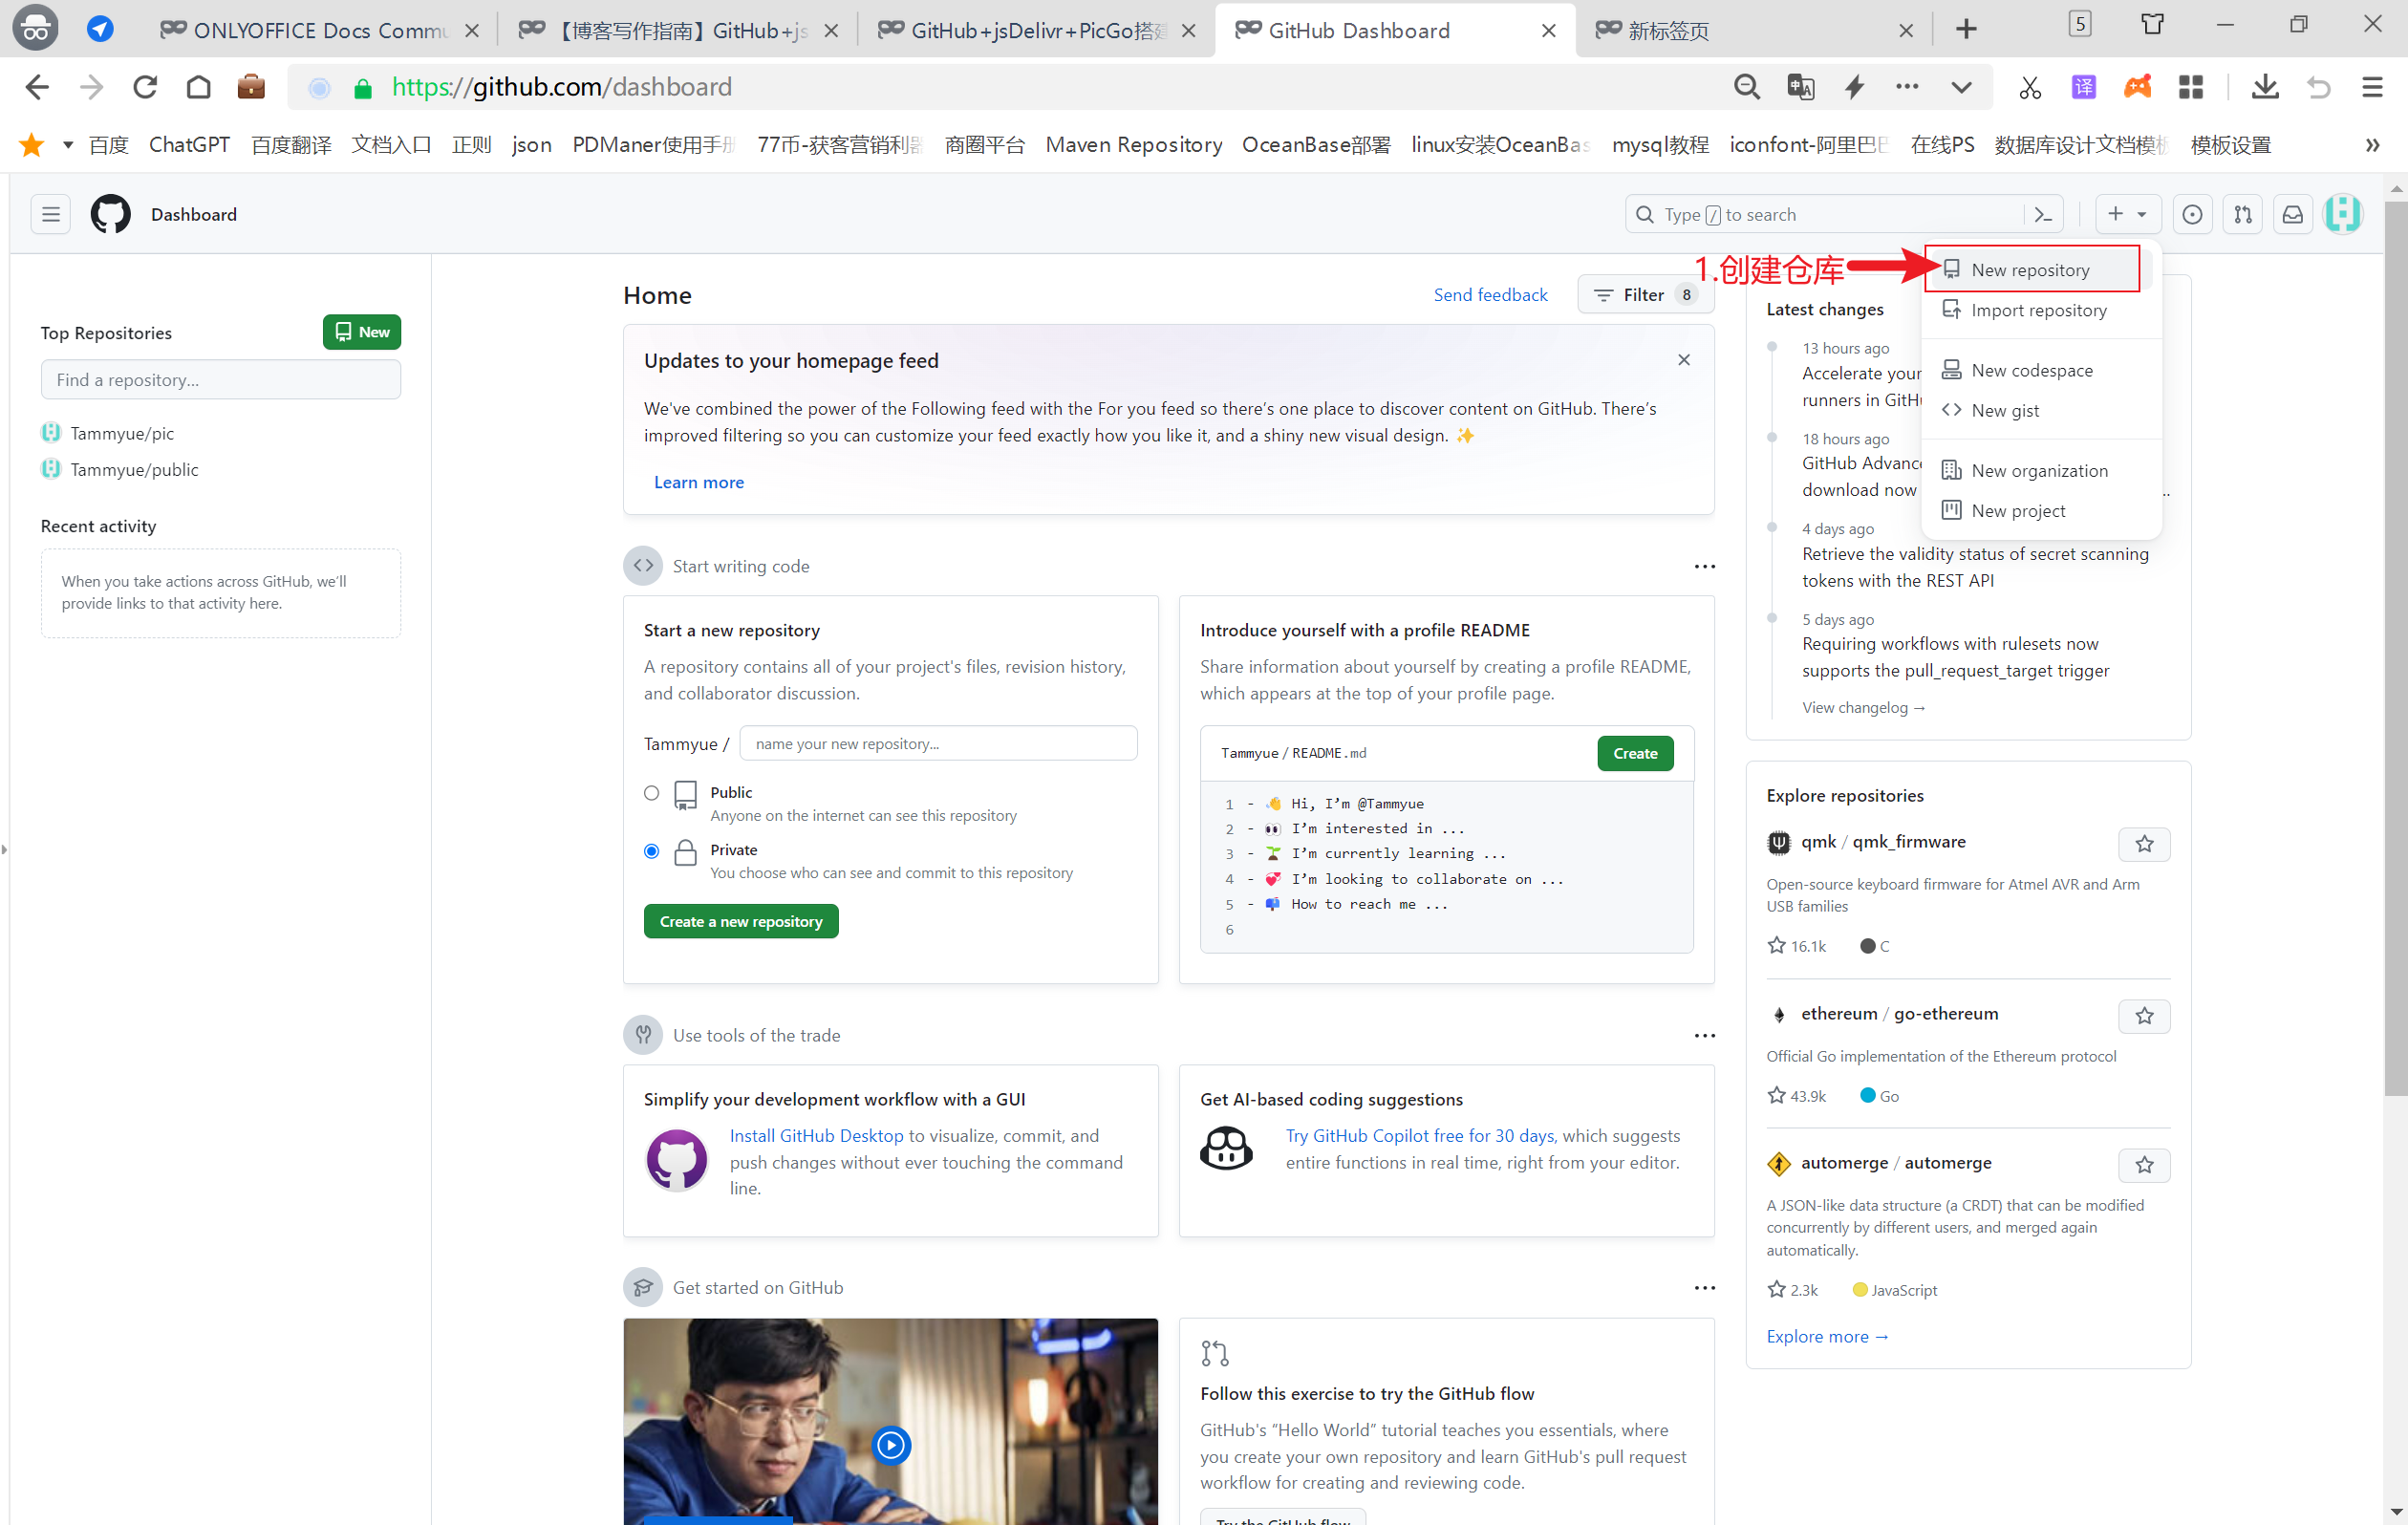 ONLYOFFICE Docs Commu
【博客写作指南】GitHub+js
GitHub+jsDelivr+PicGo搭建
GitHub Dashboard
新标签页
5
https://github.com/dashboard
译
百度 ChatGPT 百度翻译 文档入口 正则 json PDManer使用手册 77币-获客营销利器 商圈平台 Maven Repository OceanBase部署 linux安装OceanBas mysql教程 iconfont-阿里巴巴 在线PS 数据库设计文档模板 模板设置
Dashboard
Type / to search
1.创建仓库
New repository
Import repository
New codespace
New gist
New organization
New project
Top Repositories
New
Find a repository...
Tammyue/pic
Tammyue/public
Recent activity
When you take actions across GitHub, we'll
provide links to that activity here.
Home
Send feedback
Filter 8
Updates to your homepage feed
We've combined the power of the Following feed with the For you feed so there's one place to discover content on GitHub. There's
improved filtering so you can customize your feed exactly how you like it, and a shiny new visual design. ✨
Learn more
Start writing code
Start a new repository
A repository contains all of your project's files, revision history,
and collaborator discussion.
Tammyue / name your new repository...
Public
Anyone on the internet can see this repository
Private
You choose who can see and commit to this repository
Create a new repository
Introduce yourself with a profile README
Share information about yourself by creating a profile README,
which appears at the top of your profile page.
Tammyue / README.md
Create
1 - 👋 Hi, I'm @Tammyue
2 - 👀 I'm interested in ...
3 - 🌱 I'm currently learning ...
4 - 💞️ I'm looking to collaborate on ...
5 - 📫 How to reach me ...
6
Use tools of the trade
Simplify your development workflow with a GUI
Install GitHub Desktop to visualize, commit, and
push changes without ever touching the command
line.
Get AI-based coding suggestions
Try GitHub Copilot free for 30 days, which suggests
entire functions in real time, right from your editor.
Get started on GitHub
Follow this exercise to try the GitHub flow
GitHub's “Hello World” tutorial teaches you essentials, where
you create your own repository and learn GitHub's pull request
workflow for creating and reviewing code.
Try the GitHub flow
Latest changes
13 hours ago
Accelerate your
runners in GitH
18 hours ago
GitHub Advance
download now ..
4 days ago
Retrieve the validity status of secret scanning
tokens with the REST API
5 days ago
Requiring workflows with rulesets now
supports the pull_request_target trigger
View changelog →
Explore repositories
qmk / qmk_firmware
Open-source keyboard firmware for Atmel AVR and Arm
USB families
16.1k C
ethereum / go-ethereum
Official Go implementation of the Ethereum protocol
43.9k Go
automerge / automerge
A JSON-like data structure (a CRDT) that can be modified
concurrently by different users, and merged again
automatically.
2.3k JavaScript
Explore more →